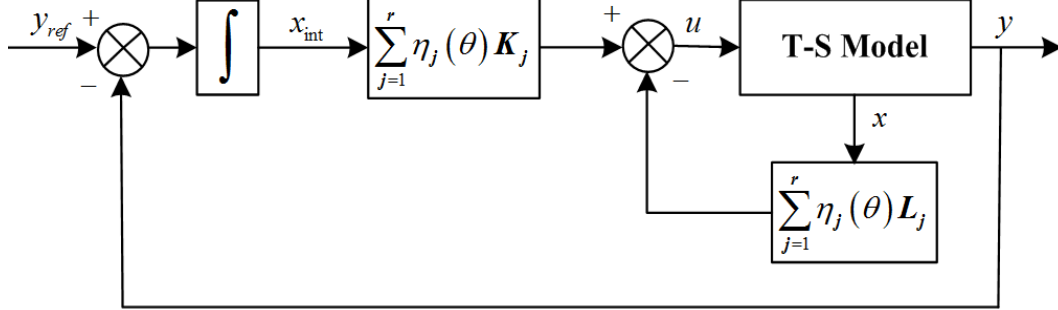 y_ref + −
∫
x_int
∑_{j=1}^{r} η_j(θ) K_j
+ −
u
T-S Model
y
x
∑_{j=1}^{r} η_j(θ) L_j